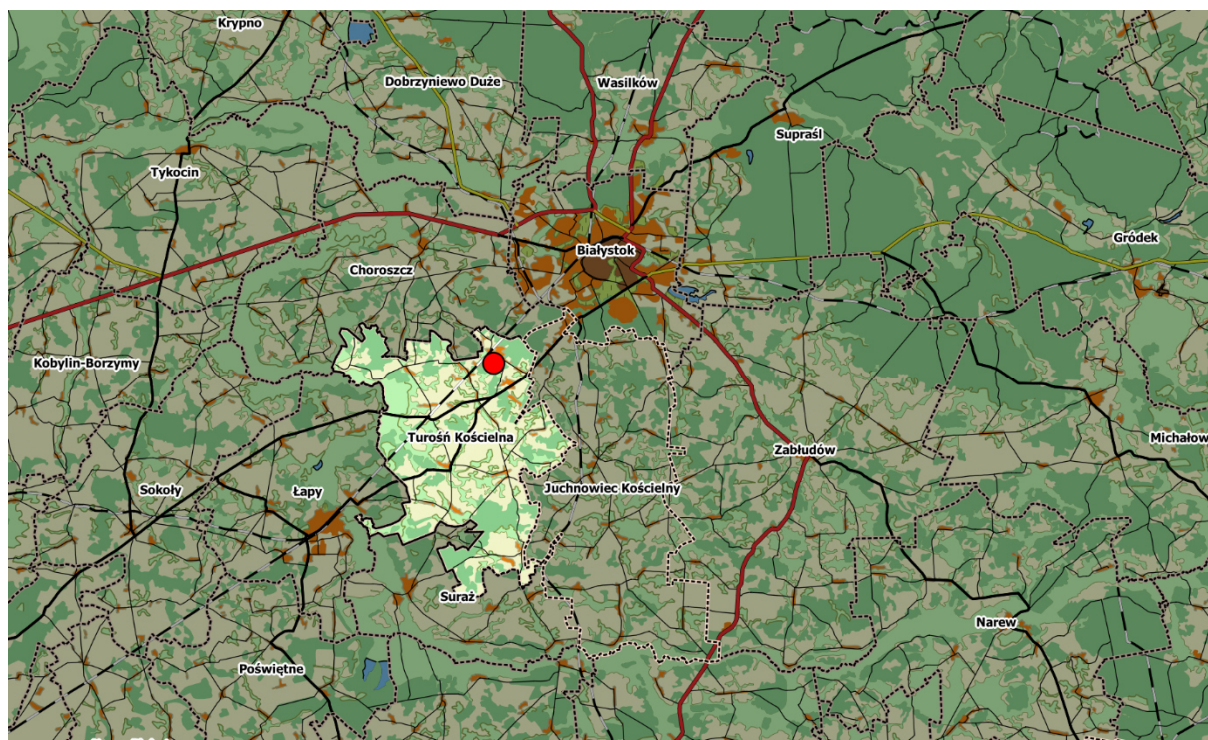 Krypno
Dobrzyniewo Duże
Wasilków
Supraśl
Tykocin
Gródek
Białystok
Choroszcz
Kobylin-Borzymy
Turośń Kościelna
Michałow
Zabłudów
Sokoły
Łapy
Juchnowiec Kościelny
Suraż
Narew
Poświętne